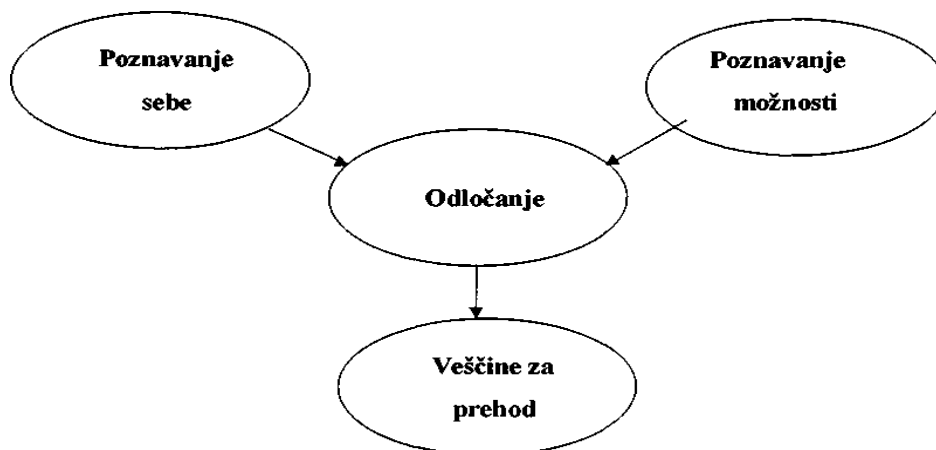 Poznavanje
sebe
Poznavanje
možnosti
Odločanje
Veščine za
prehod